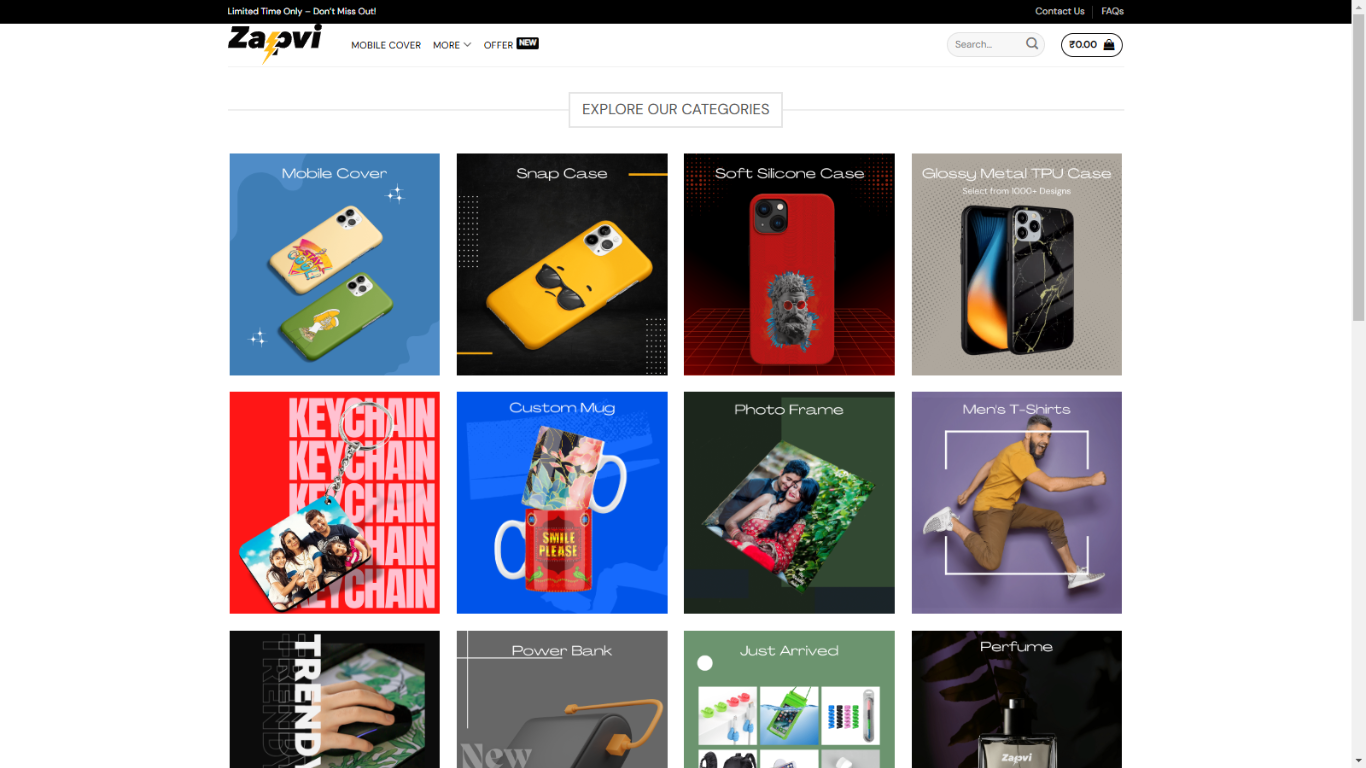 Limited Time Only – Don't Miss Out!
Contact Us
FAQs
Zapvi
MOBILE COVER
MORE
OFFER
NEW
Search...
₹0.00
EXPLORE OUR CATEGORIES
Mobile Cover
STAY
COOL
Snap Case
Soft Silicone Case
Glossy Metal TPU Case
Select from 1000+ Designs
KEYCHAIN
KEYCHAIN
KEYCHAIN
KEYCHAIN
KEYCHAIN
Custom Mug
SMILE
PLEASE
Photo Frame
Men's T-Shirts
TRENDY
TRENDY
TRENDY
Power Bank
New
Just Arrived
Perfume
Zapvi